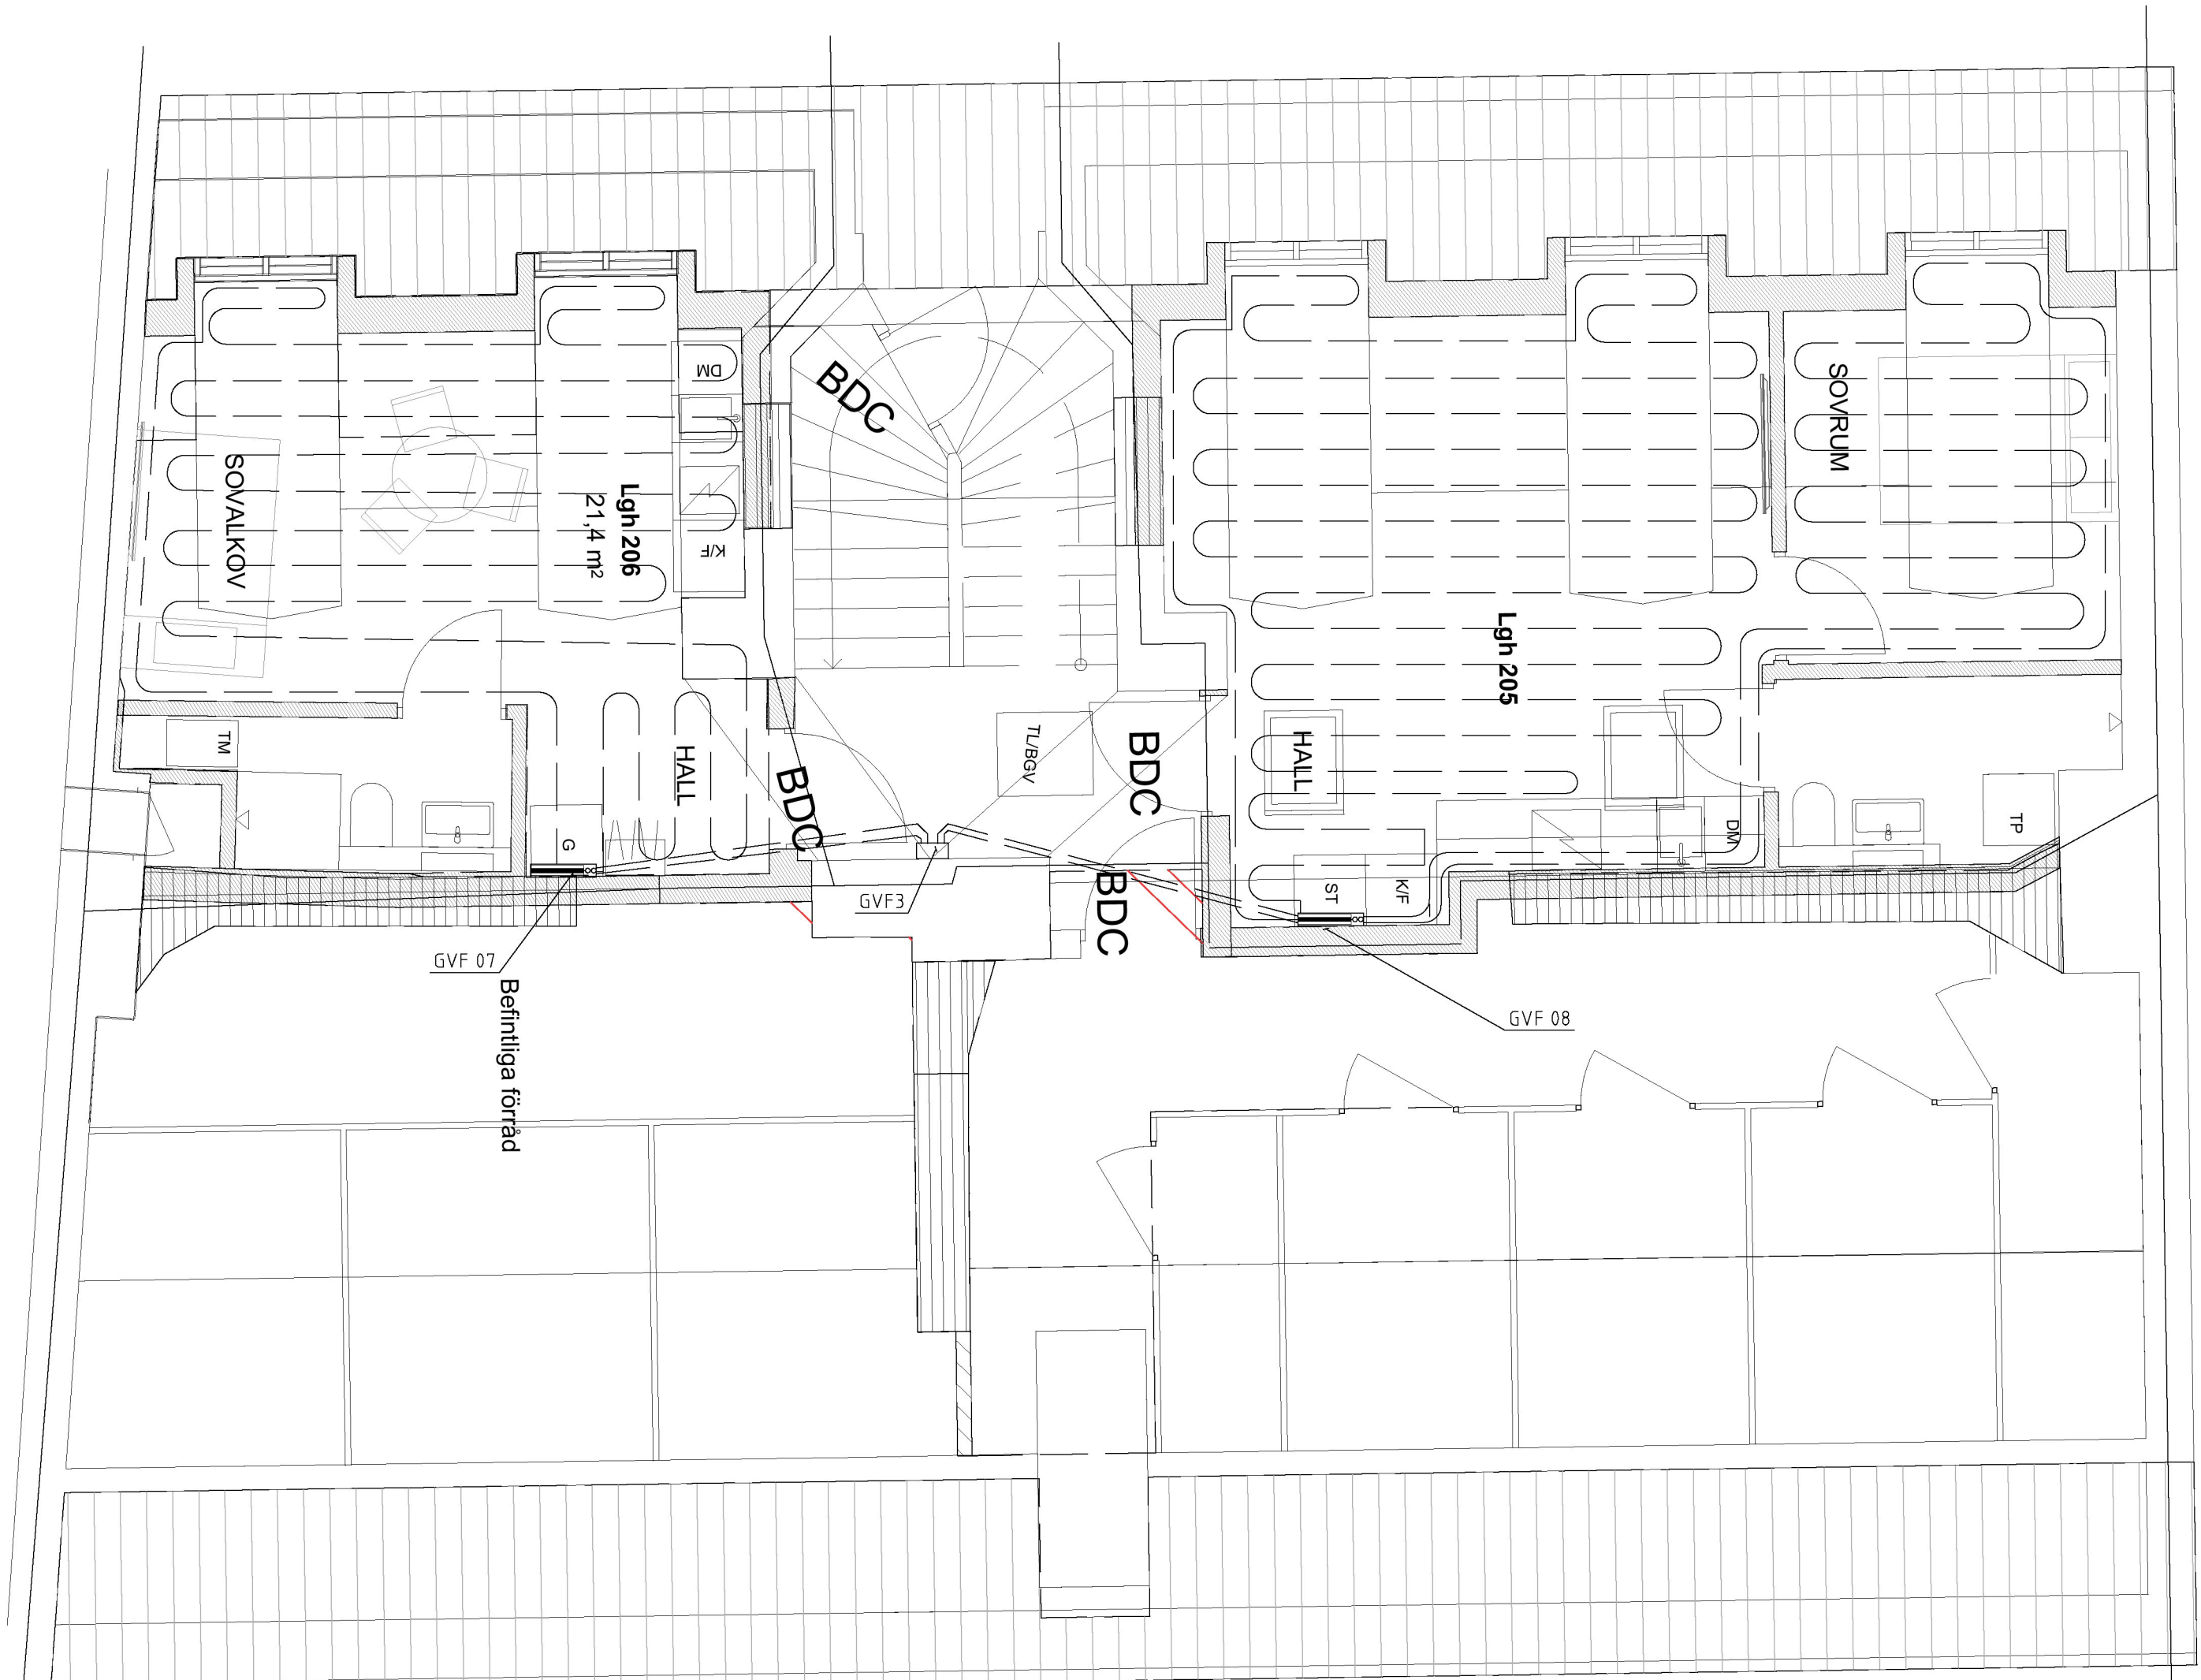 DM
BDC
SOVRUM
SOVALKOV
Lgh 206
21,4 m²
K/F
Lgh 205
TM
HALL
TL/BGV
BDC
HALL
BDC
G
DM
TP
ST
K/F
GVF3
BDC
GVF 07
Befintliga förråd
GVF 08